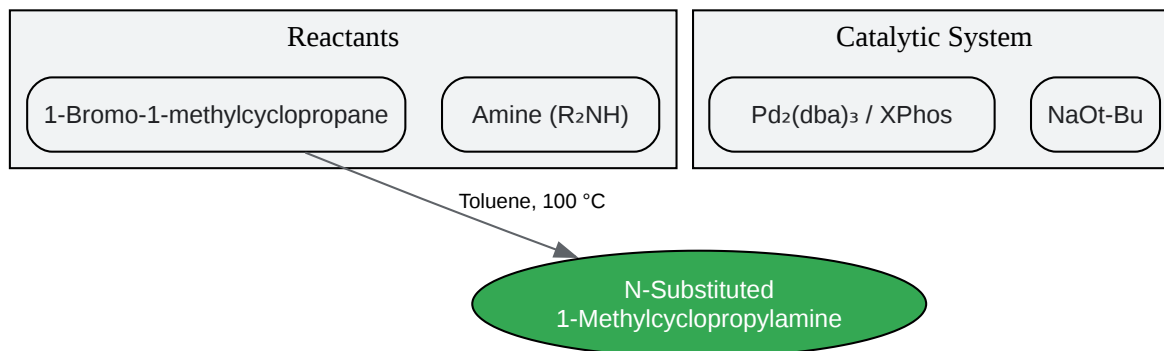 Reactants
Catalytic System
1-Bromo-1-methylcyclopropane
Amine (R₂NH)
Pd₂(dba)₃ / XPhos
NaOt-Bu
Toluene, 100 °C
N-Substituted
1-Methylcyclopropylamine